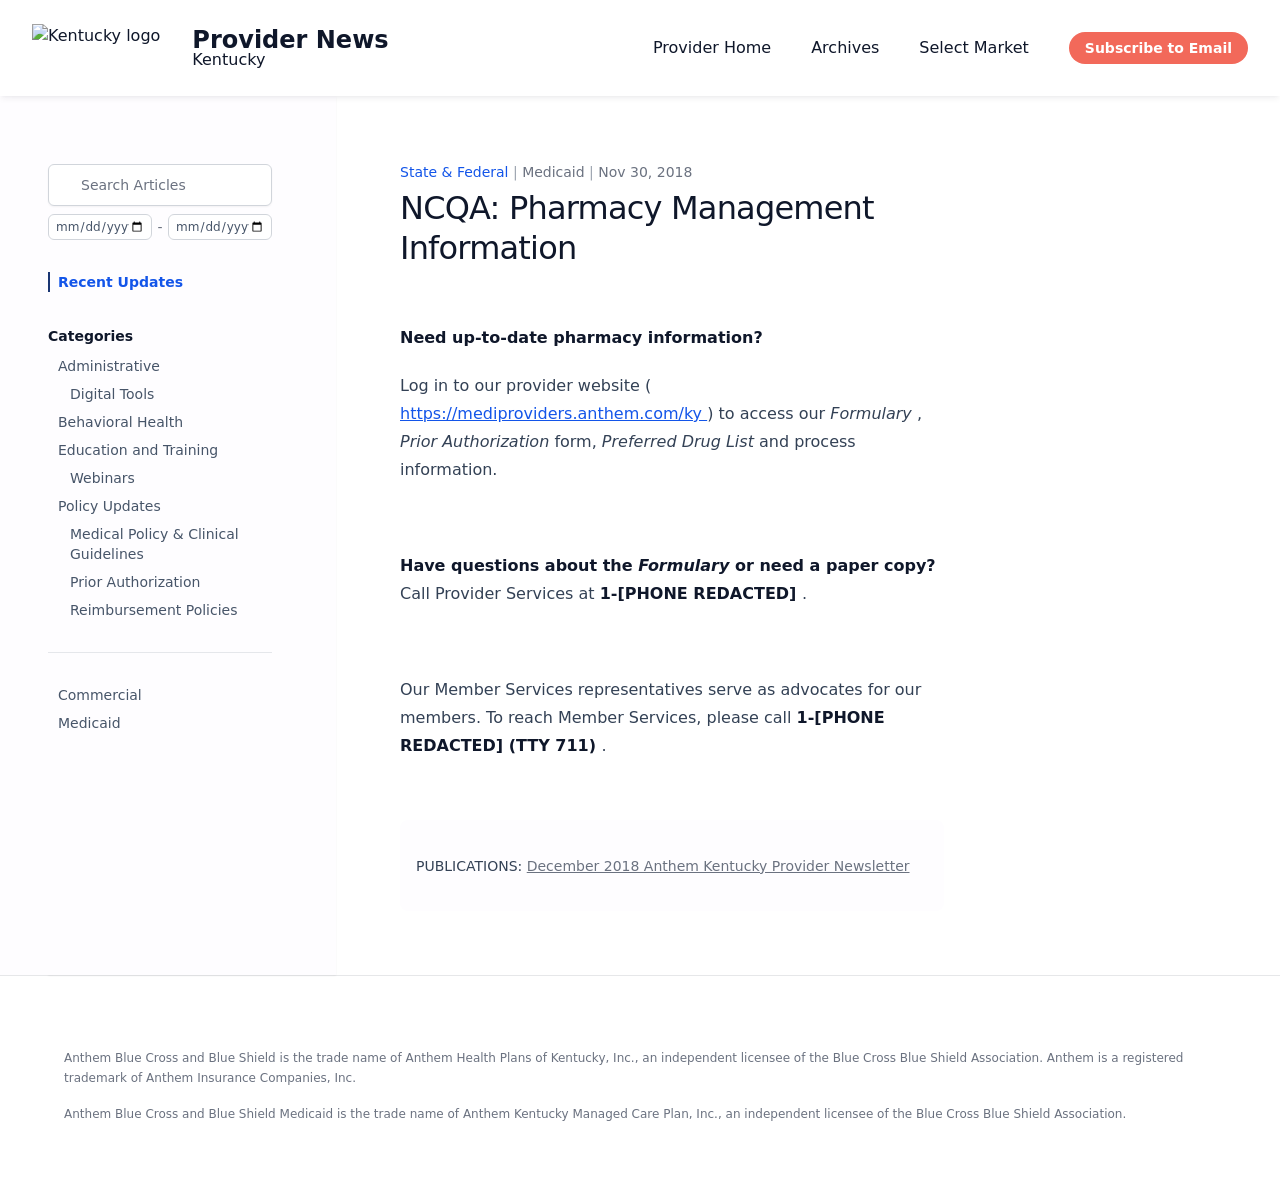 Kentucky logo
Provider News
Kentucky
Provider Home
Archives
Select Market
Subscribe to Email
Search Articles
mm/dd/yyy - mm/dd/yyy
Recent Updates
Categories
Administrative
Digital Tools
Behavioral Health
Education and Training
Webinars
Policy Updates
Medical Policy & Clinical
Guidelines
Prior Authorization
Reimbursement Policies
Commercial
Medicaid
State & Federal | Medicaid | Nov 30, 2018
NCQA: Pharmacy Management
Information
Need up-to-date pharmacy information?
Log in to our provider website (
https://mediproviders.anthem.com/ky ) to access our Formulary ,
Prior Authorization form, Preferred Drug List and process
information.
Have questions about the Formulary or need a paper copy?
Call Provider Services at 1-[PHONE REDACTED] .
Our Member Services representatives serve as advocates for our
members. To reach Member Services, please call 1-[PHONE
REDACTED] (TTY 711) .
PUBLICATIONS: December 2018 Anthem Kentucky Provider Newsletter
Anthem Blue Cross and Blue Shield is the trade name of Anthem Health Plans of Kentucky, Inc., an independent licensee of the Blue Cross Blue Shield Association. Anthem is a registered
trademark of Anthem Insurance Companies, Inc.
Anthem Blue Cross and Blue Shield Medicaid is the trade name of Anthem Kentucky Managed Care Plan, Inc., an independent licensee of the Blue Cross Blue Shield Association.